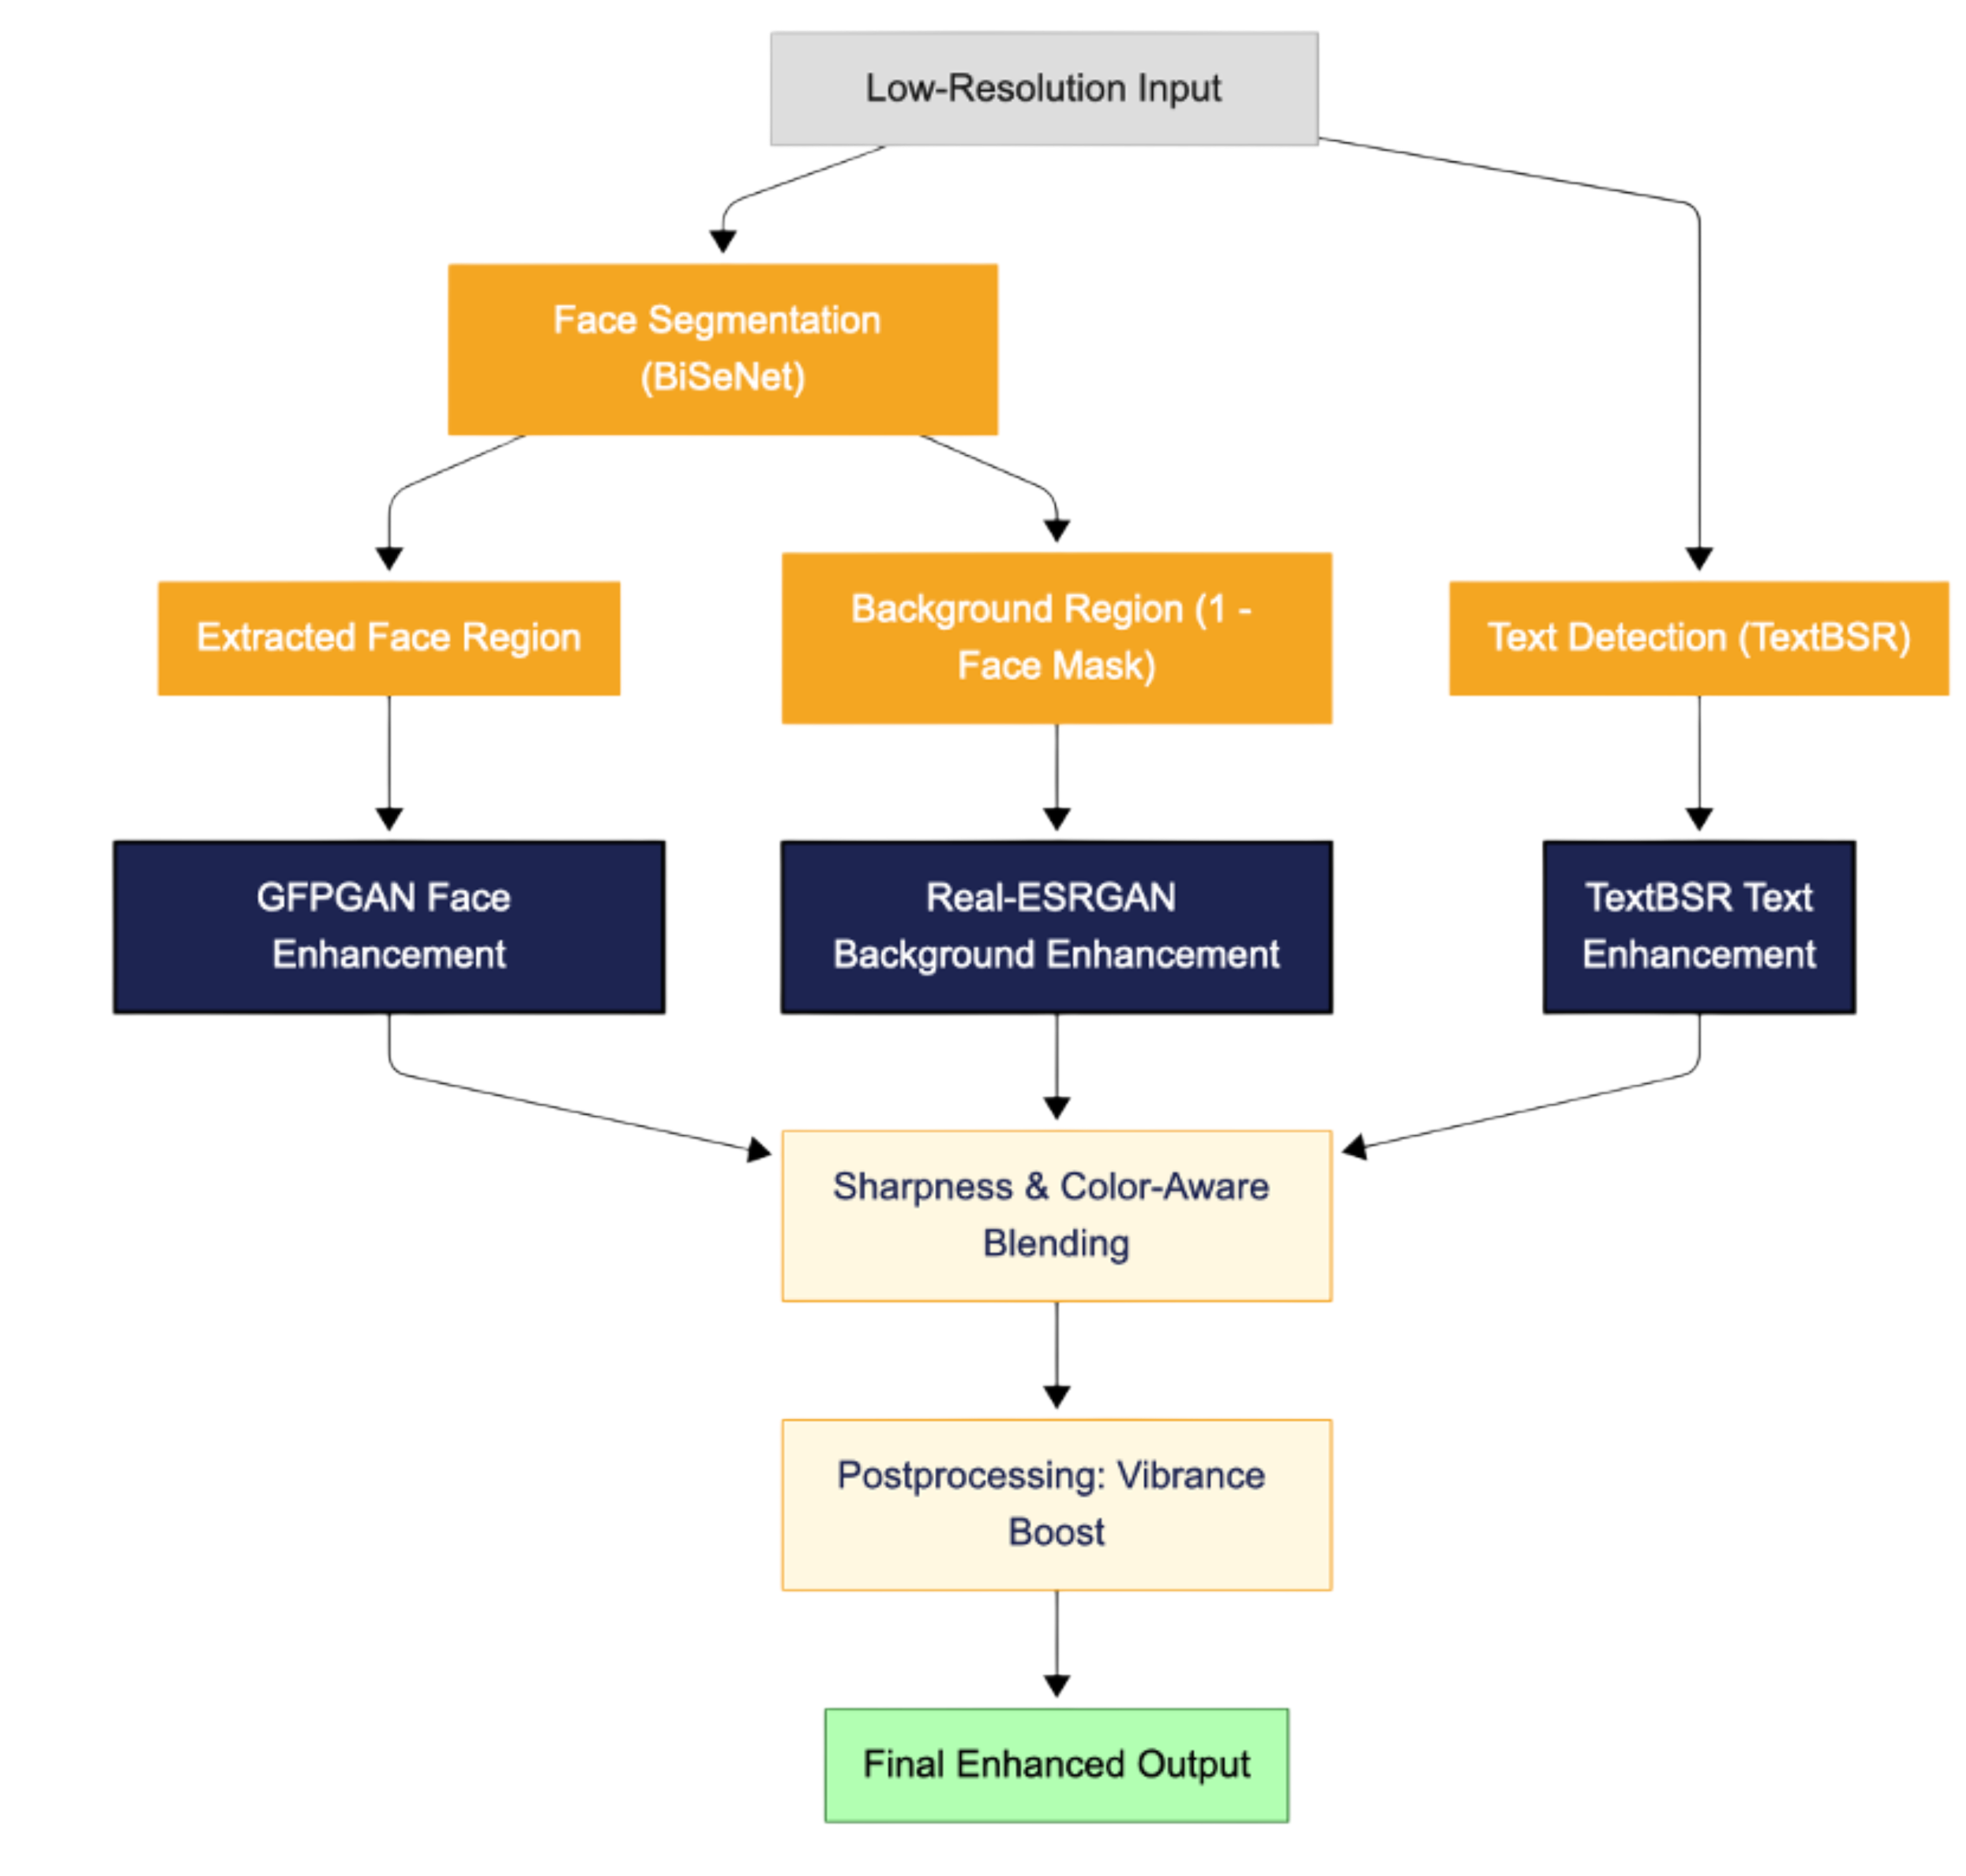 Low-Resolution Input
Face Segmentation
(BiSeNet)
Extracted Face Region
Background Region (1 -
Face Mask)
Text Detection (TextBSR)
GFPGAN Face
Enhancement
Real-ESRGAN
Background Enhancement
TextBSR Text
Enhancement
Sharpness & Color-Aware
Blending
Postprocessing: Vibrance
Boost
Final Enhanced Output